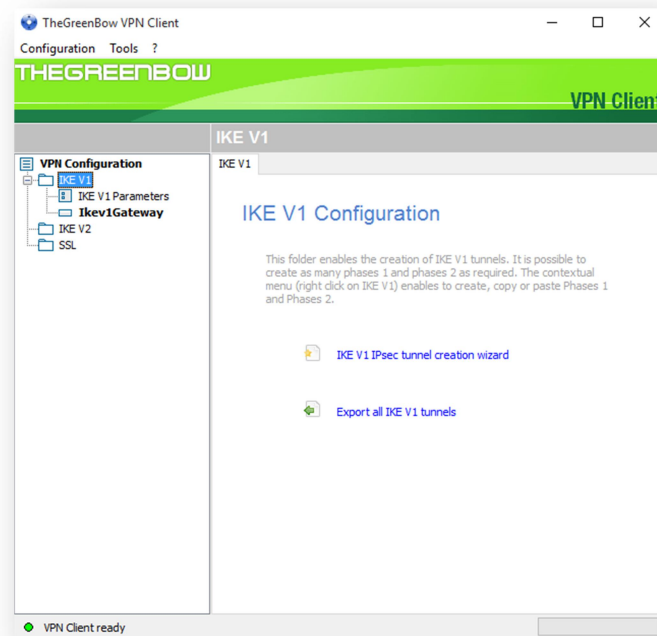 TheGreenBow VPN Client
Configuration Tools ?
THEGREENBOW
VPN Client
IKE V1
VPN Configuration
IKE V1
IKE V1 Parameters
Ikev1Gateway
IKE V2
SSL
IKE V1
IKE V1 Configuration
This folder enables the creation of IKE V1 tunnels. It is possible to
create as many phases 1 and phases 2 as required. The contextual
menu (right click on IKE V1) enables to create, copy or paste Phases 1
and Phases 2.
IKE V1 IPsec tunnel creation wizard
Export all IKE V1 tunnels
VPN Client ready